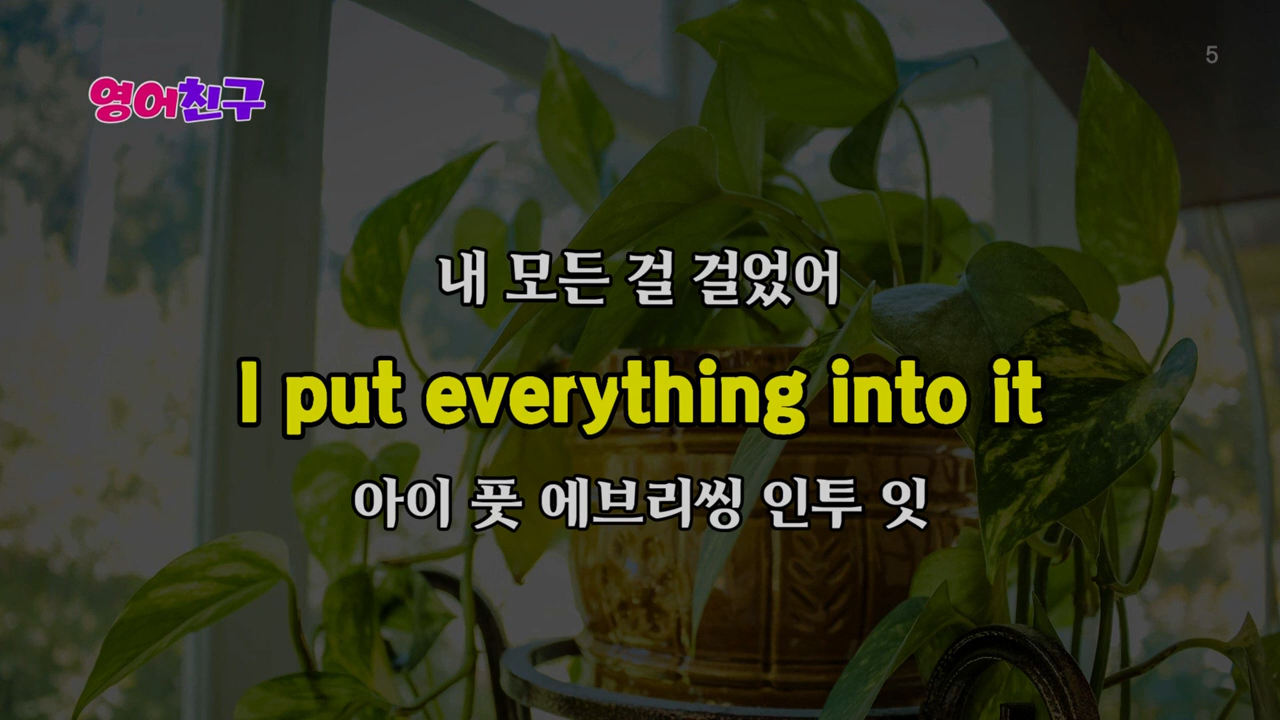 5
영어친구
내 모든 걸 걸었어
I put everything into it
아이 풋 에브리씽 인투 잇